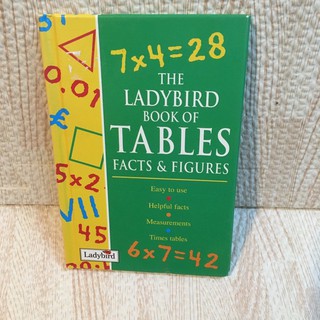 7x4=28
THE
LADYBIRD
BOOK OF
TABLES
FACTS & FIGURES
Easy to use
Helpful facts
Measurements
Times tables
6x7=42
0.01
£
5x2
VII
45
Ladybird